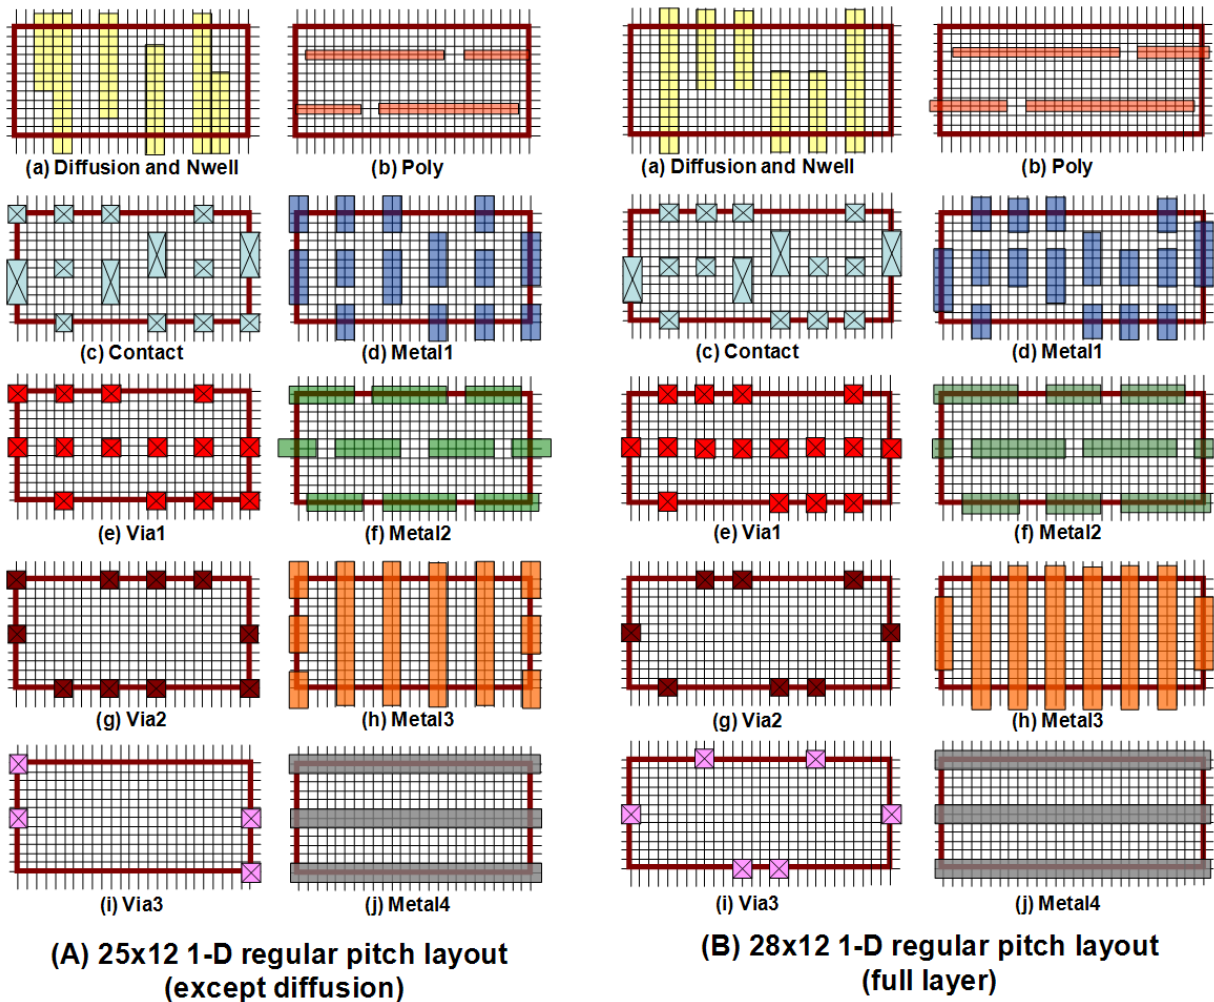 (a) Diffusion and Nwell
(b) Poly
(c) Contact
(d) Metal1
(e) Via1
(f) Metal2
(g) Via2
(h) Metal3
(i) Via3
(j) Metal4
(A) 25x12 1-D regular pitch layout
(except diffusion)
(a) Diffusion and Nwell
(b) Poly
(c) Contact
(d) Metal1
(e) Via1
(f) Metal2
(g) Via2
(h) Metal3
(i) Via3
(j) Metal4
(B) 28x12 1-D regular pitch layout
(full layer)